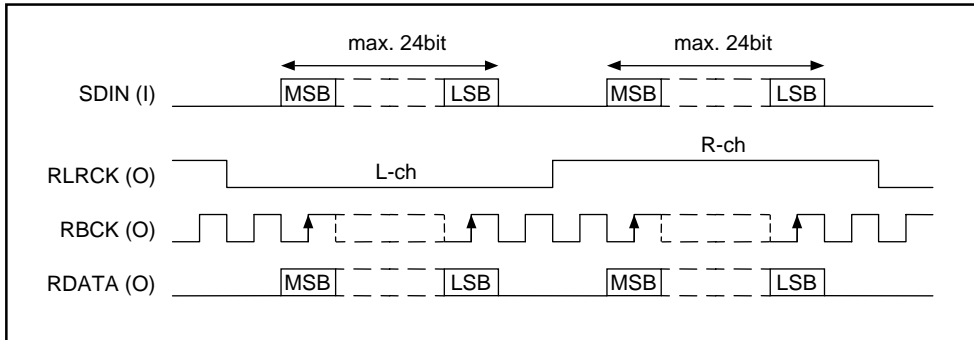 max. 24bit max. 24bit
SDIN (I) MSB LSB MSB LSB
R-ch
RLRCK (O) L-ch
RBCK (O)
RDATA (O) MSB LSB MSB LSB